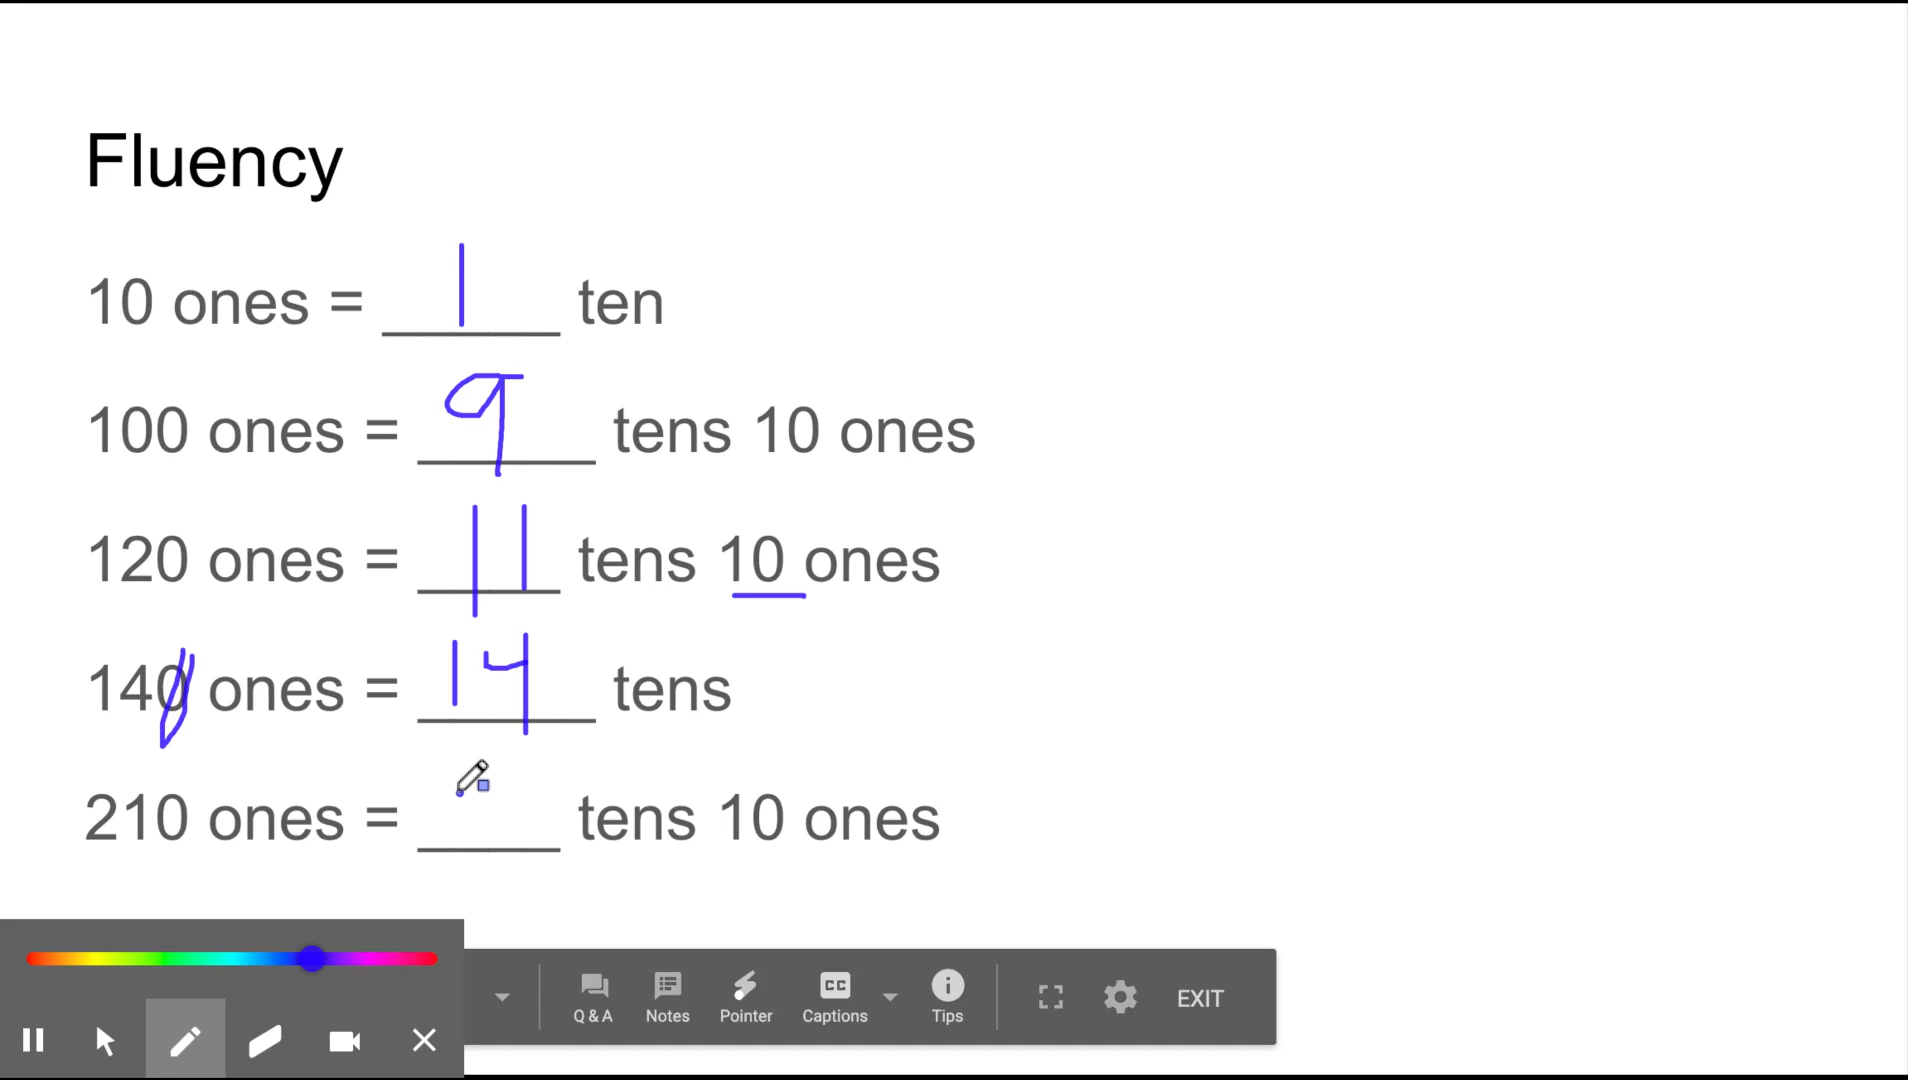 Fluency
10 ones = 1 ten
100 ones = 9 tens 10 ones
120 ones = 11 tens 10 ones
140 ones = 14 tens
210 ones = ____ tens 10 ones
Q & A Notes Pointer CC Captions Tips EXIT